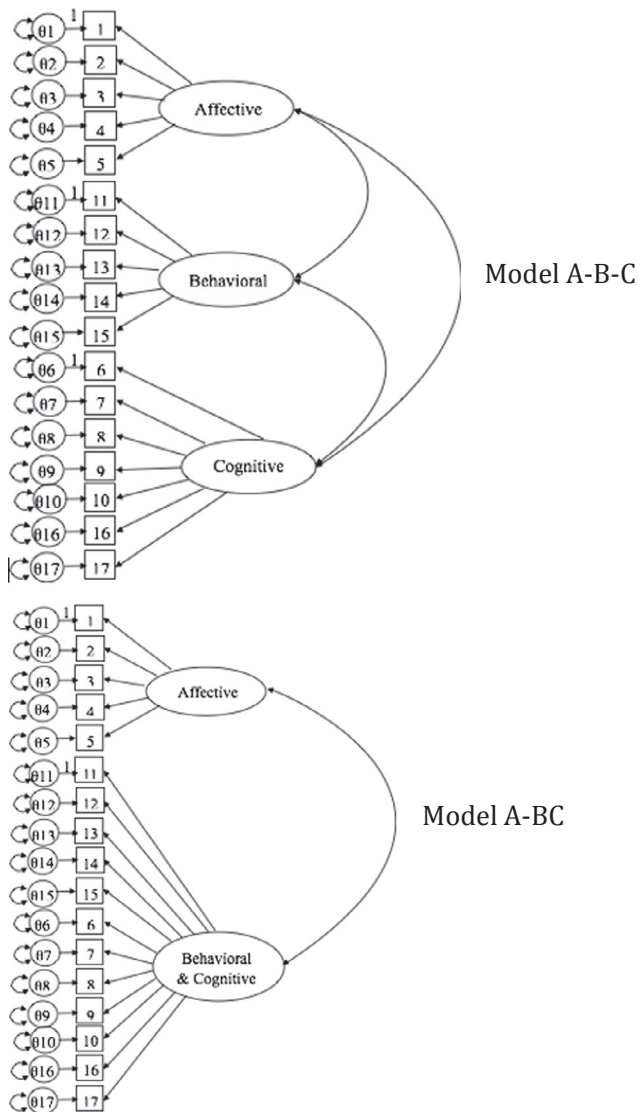 θ1 1 1
θ2 2
θ3 3
θ4 4
θ5 5
Affective
θ11 1 11
θ12 12
θ13 13
θ14 14
θ15 15
Behavioral
θ6 1 6
θ7 7
θ8 8
θ9 9
θ10 10
θ16 16
θ17 17
Cognitive
Model A-B-C
θ1 1 1
θ2 2
θ3 3
θ4 4
θ5 5
Affective
θ11 1 11
θ12 12
θ13 13
θ14 14
θ15 15
θ6 6
θ7 7
θ8 8
θ9 9
θ10 10
θ16 16
θ17 17
Behavioral
& Cognitive
Model A-BC